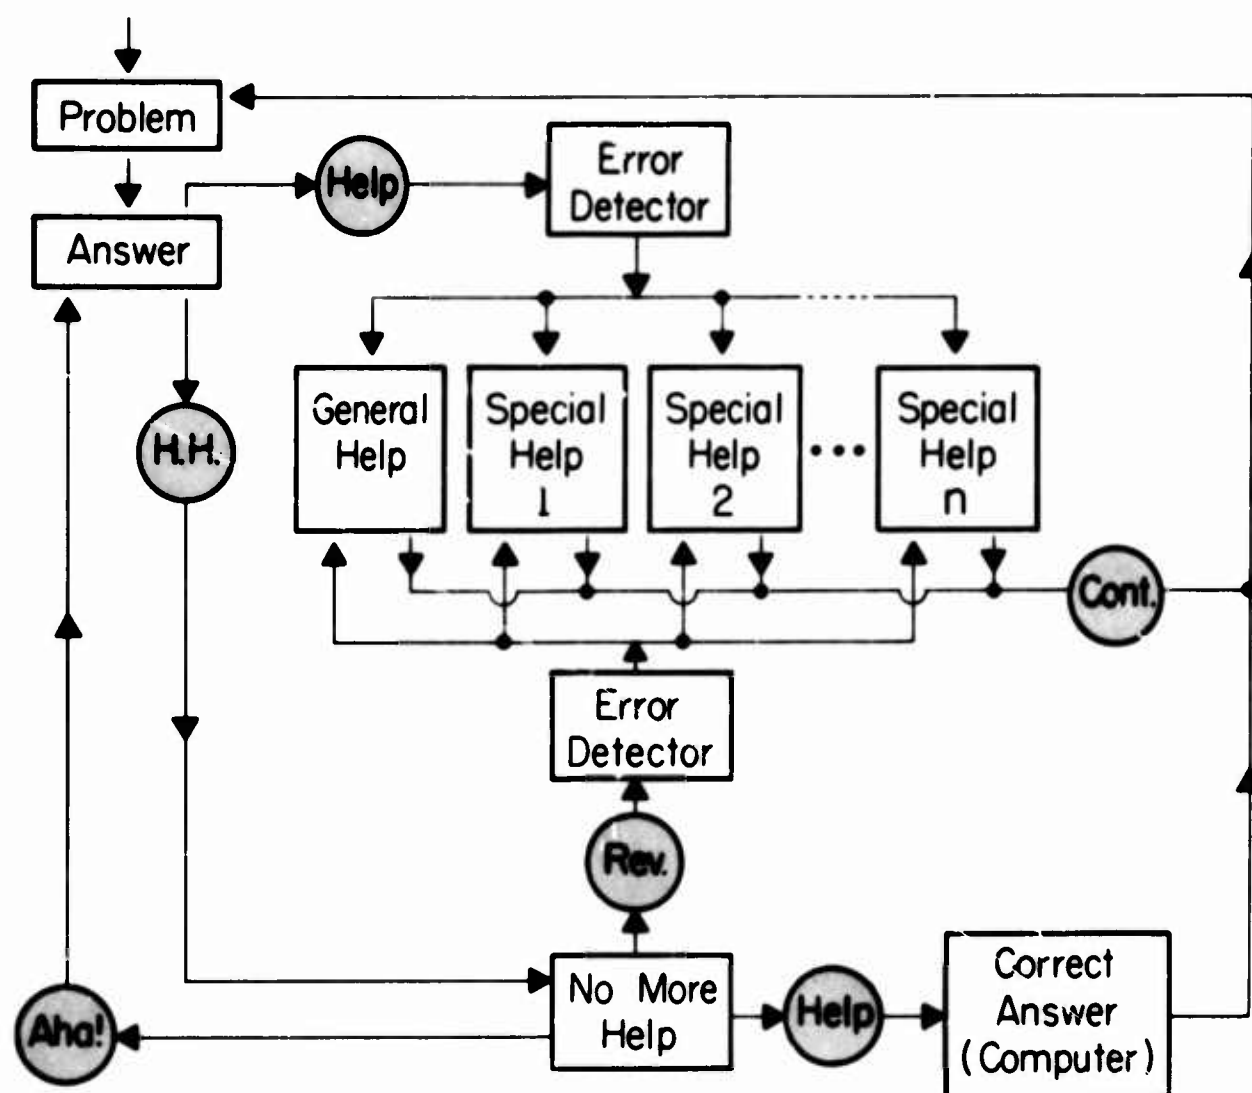 Problem
Help
Error
Detector
Answer
General
Help
Special
Help
1
Special
Help
2
Special
Help
n
H.H.
Cont.
Error
Detector
Rev.
No More
Help
Help
Correct
Answer
(Computer)
Aha!